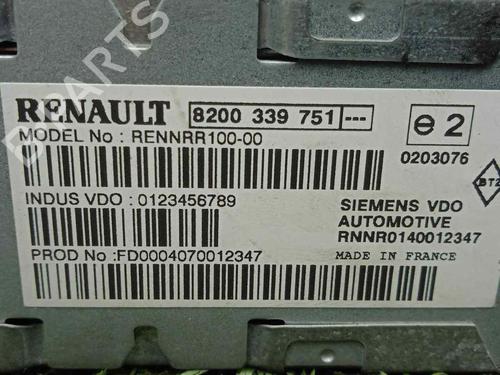 RENAULT 8200 339 751 ---
MODEL No : RENNRR100-00
e2
0203076
INDUS VDO : 0123456789
SIEMENS VDO
AUTOMOTIVE
RNNR0140012347
PROD No :FD0004070012347
MADE IN FRANCE
B PARTS